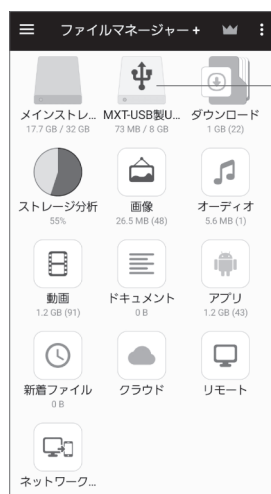 ファイルマネージャー +
メインストレ... MXT-USB製U... ダウンロード
17.7 GB / 32 GB 73 MB / 8 GB 1 GB (22)
ストレージ分析 画像 オーディオ
55% 26.5 MB (48) 5.6 MB (1)
動画 ドキュメント アプリ
1.2 GB (91) 0 B 1.2 GB (43)
新着ファイル クラウド リモート
0 B
ネットワーク...